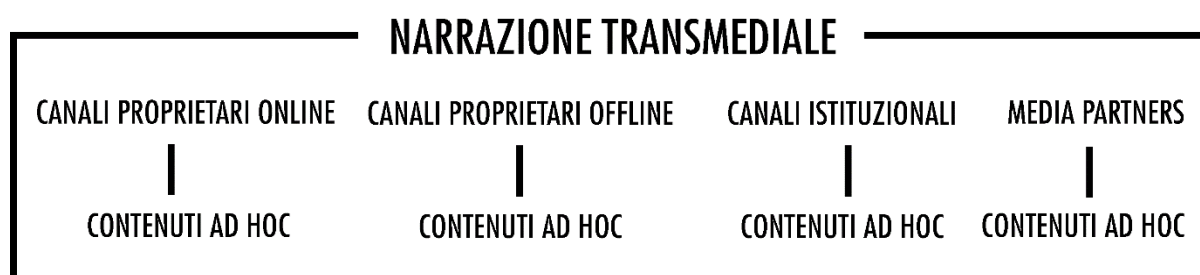 NARRAZIONE TRANSMEDIALE
CANALI PROPRIETARI ONLINE CANALI PROPRIETARI OFFLINE CANALI ISTITUZIONALI MEDIA PARTNERS
CONTENUTI AD HOC CONTENUTI AD HOC CONTENUTI AD HOC CONTENUTI AD HOC